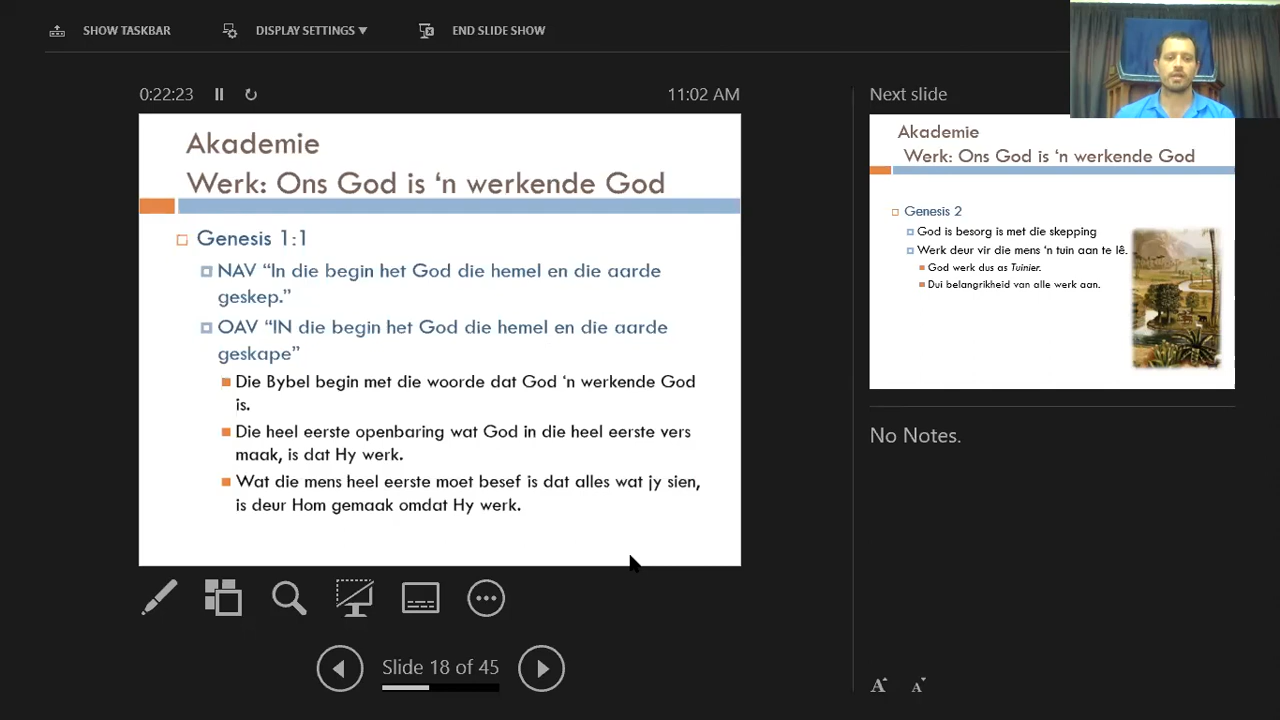 SHOW TASKBAR
DISPLAY SETTINGS ▼
END SLIDE SHOW
0:22:23
11:02 AM
Akademie
Werk: Ons God is ‘n werkende God
Genesis 1:1
NAV “In die begin het God die hemel en die aarde
geskep.”
OAV “IN die begin het God die hemel en die aarde
geskape”
Die Bybel begin met die woorde dat God ‘n werkende God
is.
Die heel eerste openbaring wat God in die heel eerste vers
maak, is dat Hy werk.
Wat die mens heel eerste moet besef is dat alles wat jy sien,
is deur Hom gemaak omdat Hy werk.
Slide 18 of 45
Next slide
Akademie
Werk: Ons God is ‘n werkende God
Genesis 2
God is besorg is met die skepping
Werk deur vir die mens ‘n tuin aan te lê.
God werk dus as Tuinier.
Dui belangrikheid van alle werk aan.
No Notes.
A A